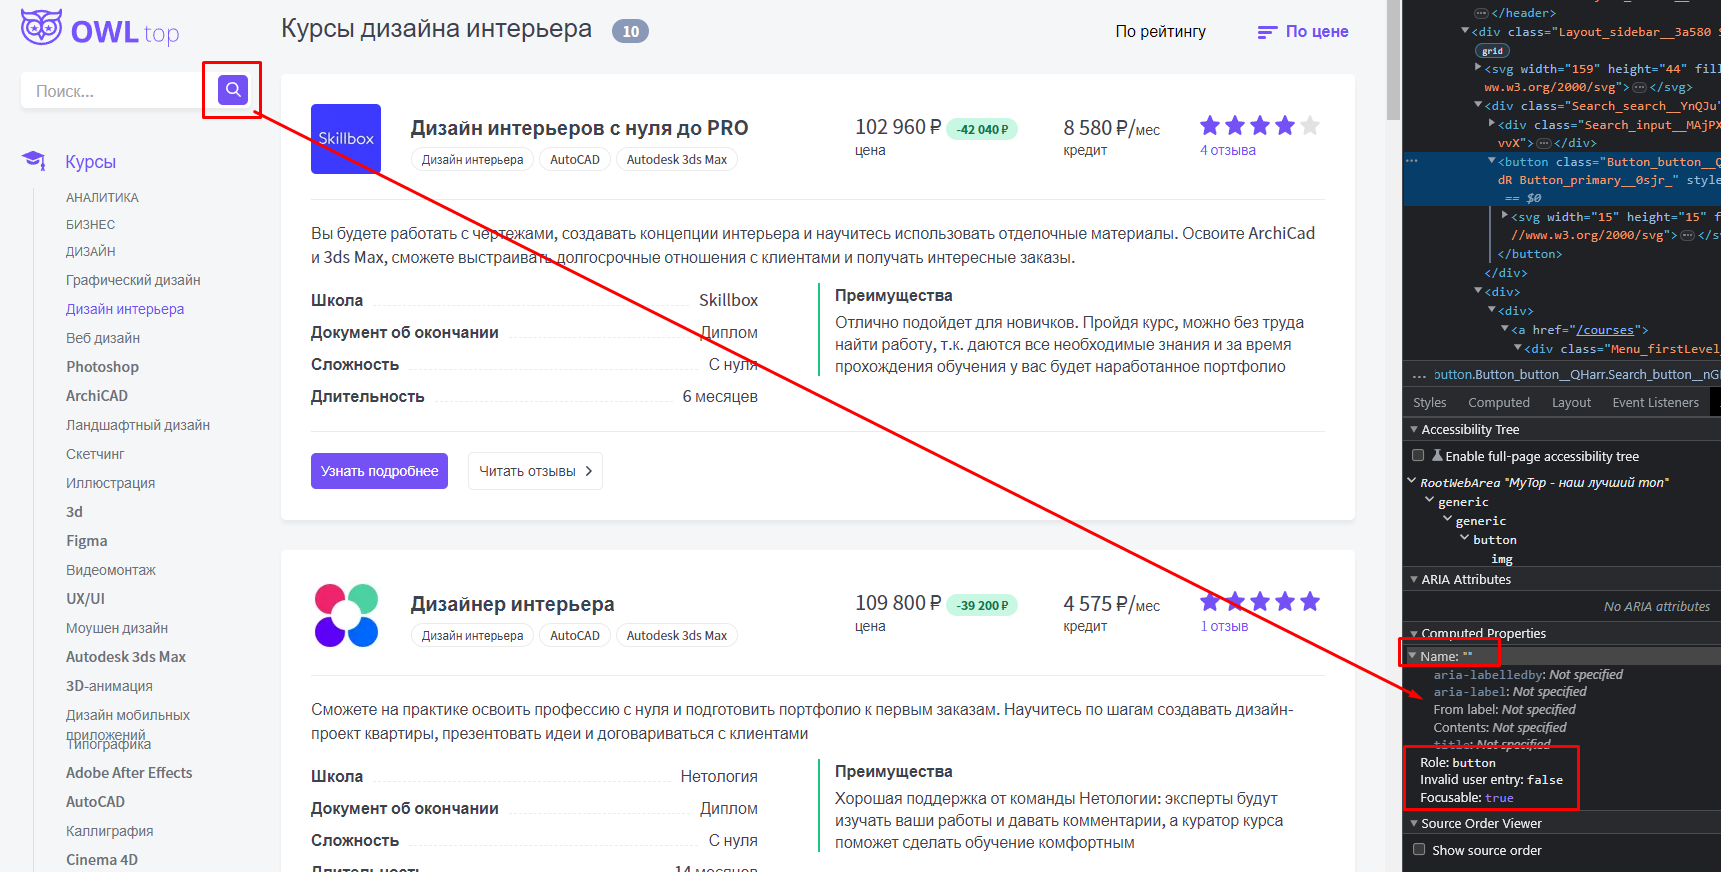 OWL top
Поиск...
Курсы
АНАЛИТИКА
БИЗНЕС
ДИЗАЙН
Графический дизайн
Дизайн интерьера
Веб дизайн
Photoshop
ArchiCAD
Ландшафтный дизайн
Скетчинг
Иллюстрация
3d
Figma
Видеомонтаж
UX/UI
Моушен дизайн
Autodesk 3ds Max
3D-анимация
Дизайн мобильных
приложений
Типографика
Adobe After Effects
AutoCAD
Каллиграфия
Cinema 4D
Курсы дизайна интерьера 10
По рейтингу
По цене
Skillbox
Дизайн интерьеров с нуля до PRO
Дизайн интерьера AutoCAD Autodesk 3ds Max
102 960 ₽ -42 040 ₽
цена
8 580 ₽/мес
кредит
4 отзыва
Вы будете работать с чертежами, создавать концепции интерьера и научитесь использовать отделочные материалы. Освоите ArchiCad
и 3ds Max, сможете выстраивать долгосрочные отношения с клиентами и получать интересные заказы.
Школа Skillbox
Документ об окончании Диплом
Сложность С нуля
Длительность 6 месяцев
Преимущества
Отлично подойдет для новичков. Пройдя курс, можно без труда
найти работу, т.к. даются все необходимые знания и за время
прохождения обучения у вас будет наработанное портфолио
Узнать подробнее
Читать отзывы
Дизайнер интерьера
Дизайн интерьера AutoCAD Autodesk 3ds Max
109 800 ₽ -39 200 ₽
цена
4 575 ₽/мес
кредит
1 отзыв
Сможете на практике освоить профессию с нуля и подготовить портфолио к первым заказам. Научитесь по шагам создавать дизайн-
проект квартиры, презентовать идеи и договариваться с клиентами
Школа Нетология
Документ об окончании Диплом
Сложность С нуля
Длительность 14 месяцев
Преимущества
Хорошая поддержка от команды Нетологии: эксперты будут
изучать ваши работы и давать комментарии, а куратор курса
поможет сделать обучение комфортным
</header>
<div class="Layout_sidebar__3a580
grid
<svg width="159" height="44" fill
ww.w3.org/2000/svg"> </svg>
<div class="Search_search__YnQJu"
<div class="Search_input__MAjPX
vvX"> </div>
<button class="Button_button__Q
dR Button_primary__0sjr_" style
== $0
<svg width="15" height="15" f
//www.w3.org/2000/svg"> </s
</button>
</div>
<div>
<div>
<a href="/courses">
<div class="Menu_firstLevel_
... button.Button_button__QHarr.Search_button__nG
Styles Computed Layout Event Listeners
Accessibility Tree
Enable full-page accessibility tree
RootWebArea "MyTop - наш лучший топ"
generic
generic
button
img
ARIA Attributes
No ARIA attributes
Computed Properties
Name: ""
aria-labelledby: Not specified
aria-label: Not specified
From label: Not specified
Contents: Not specified
title: Not specified
Role: button
Invalid user entry: false
Focusable: true
Source Order Viewer
Show source order